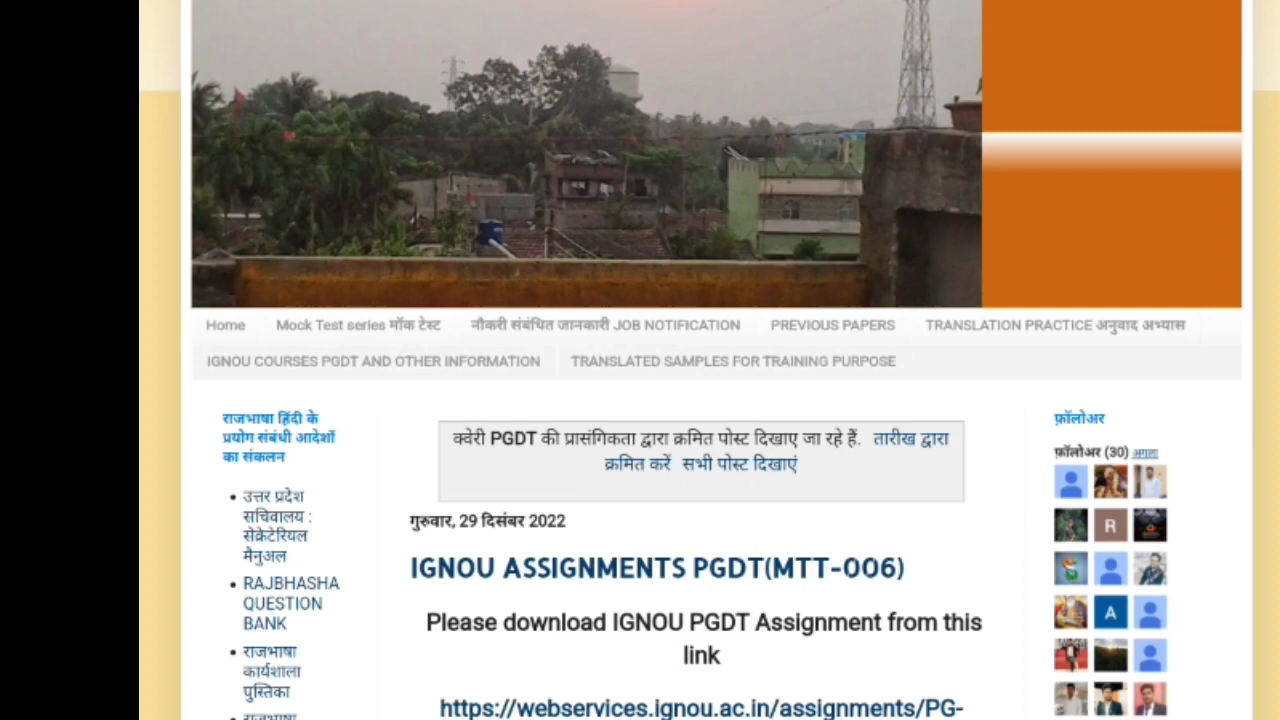 Home
Mock Test series मॉक टेस्ट
नौकरी संबंधित जानकारी JOB NOTIFICATION
PREVIOUS PAPERS
TRANSLATION PRACTICE अनुवाद अभ्यास
IGNOU COURSES PGDT AND OTHER INFORMATION
TRANSLATED SAMPLES FOR TRAINING PURPOSE
राजभाषा हिंदी के
प्रयोग संबंधी आदेशों
का संकलन
उत्तर प्रदेश
सचिवालय :
सेक्रेटेरियल
मैनुअल
RAJBHASHA
QUESTION
BANK
राजभाषा
कार्यशाला
पुस्तिका
क्वेरी PGDT की प्रासंगिकता द्वारा क्रमित पोस्ट दिखाए जा रहे हैं. तारीख द्वारा
क्रमित करें सभी पोस्ट दिखाएं
गुरुवार, 29 दिसंबर 2022
IGNOU ASSIGNMENTS PGDT(MTT-006)
Please download IGNOU PGDT Assignment from this
link
https://webservices.ignou.ac.in/assignments/PG-
फ़ॉलोअर
फ़ॉलोअर (30) अगला
R
A